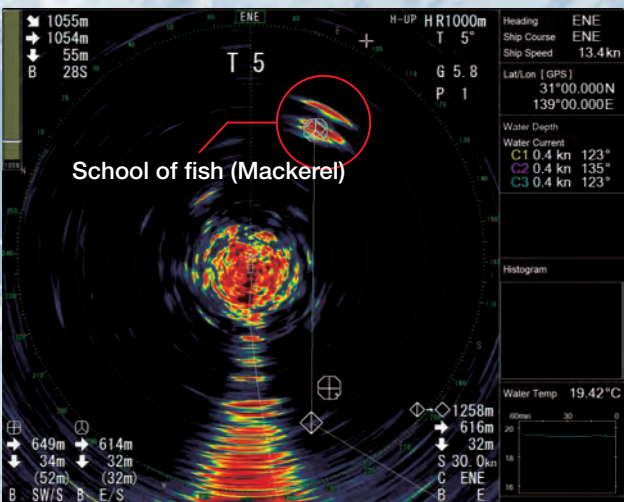 1055m
1054m
55m
B 28S
ENE
H-UP HR1000m
T 5°
G 5.8
P 1
T 5
E
School of fish (Mackerel)
S
649m
34m
(52m)
B SW/S
614m
32m
(32m)
B E/S
1258m
616m
32m
S 30.0kn
C ENE
B E
Heading ENE
Ship Course ENE
Ship Speed 13.4kn
Lat/Lon [GPS]
31°00.000N
139°00.000E
Water Depth
Water Current
C1 0.4 kn 123°
C2 0.4 kn 135°
C3 0.4 kn 123°
Histogram
Water Temp 19.42°C
60min 30 0
20
18
16